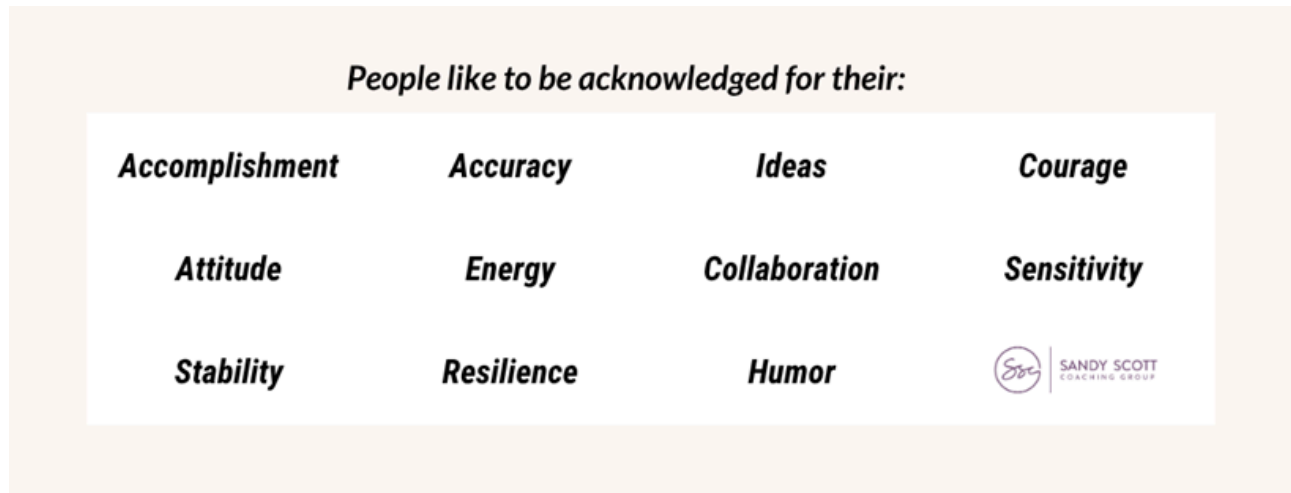 People like to be acknowledged for their:
Accomplishment Accuracy Ideas Courage
Attitude Energy Collaboration Sensitivity
Stability Resilience Humor
Ssc SANDY SCOTT
COACHING GROUP